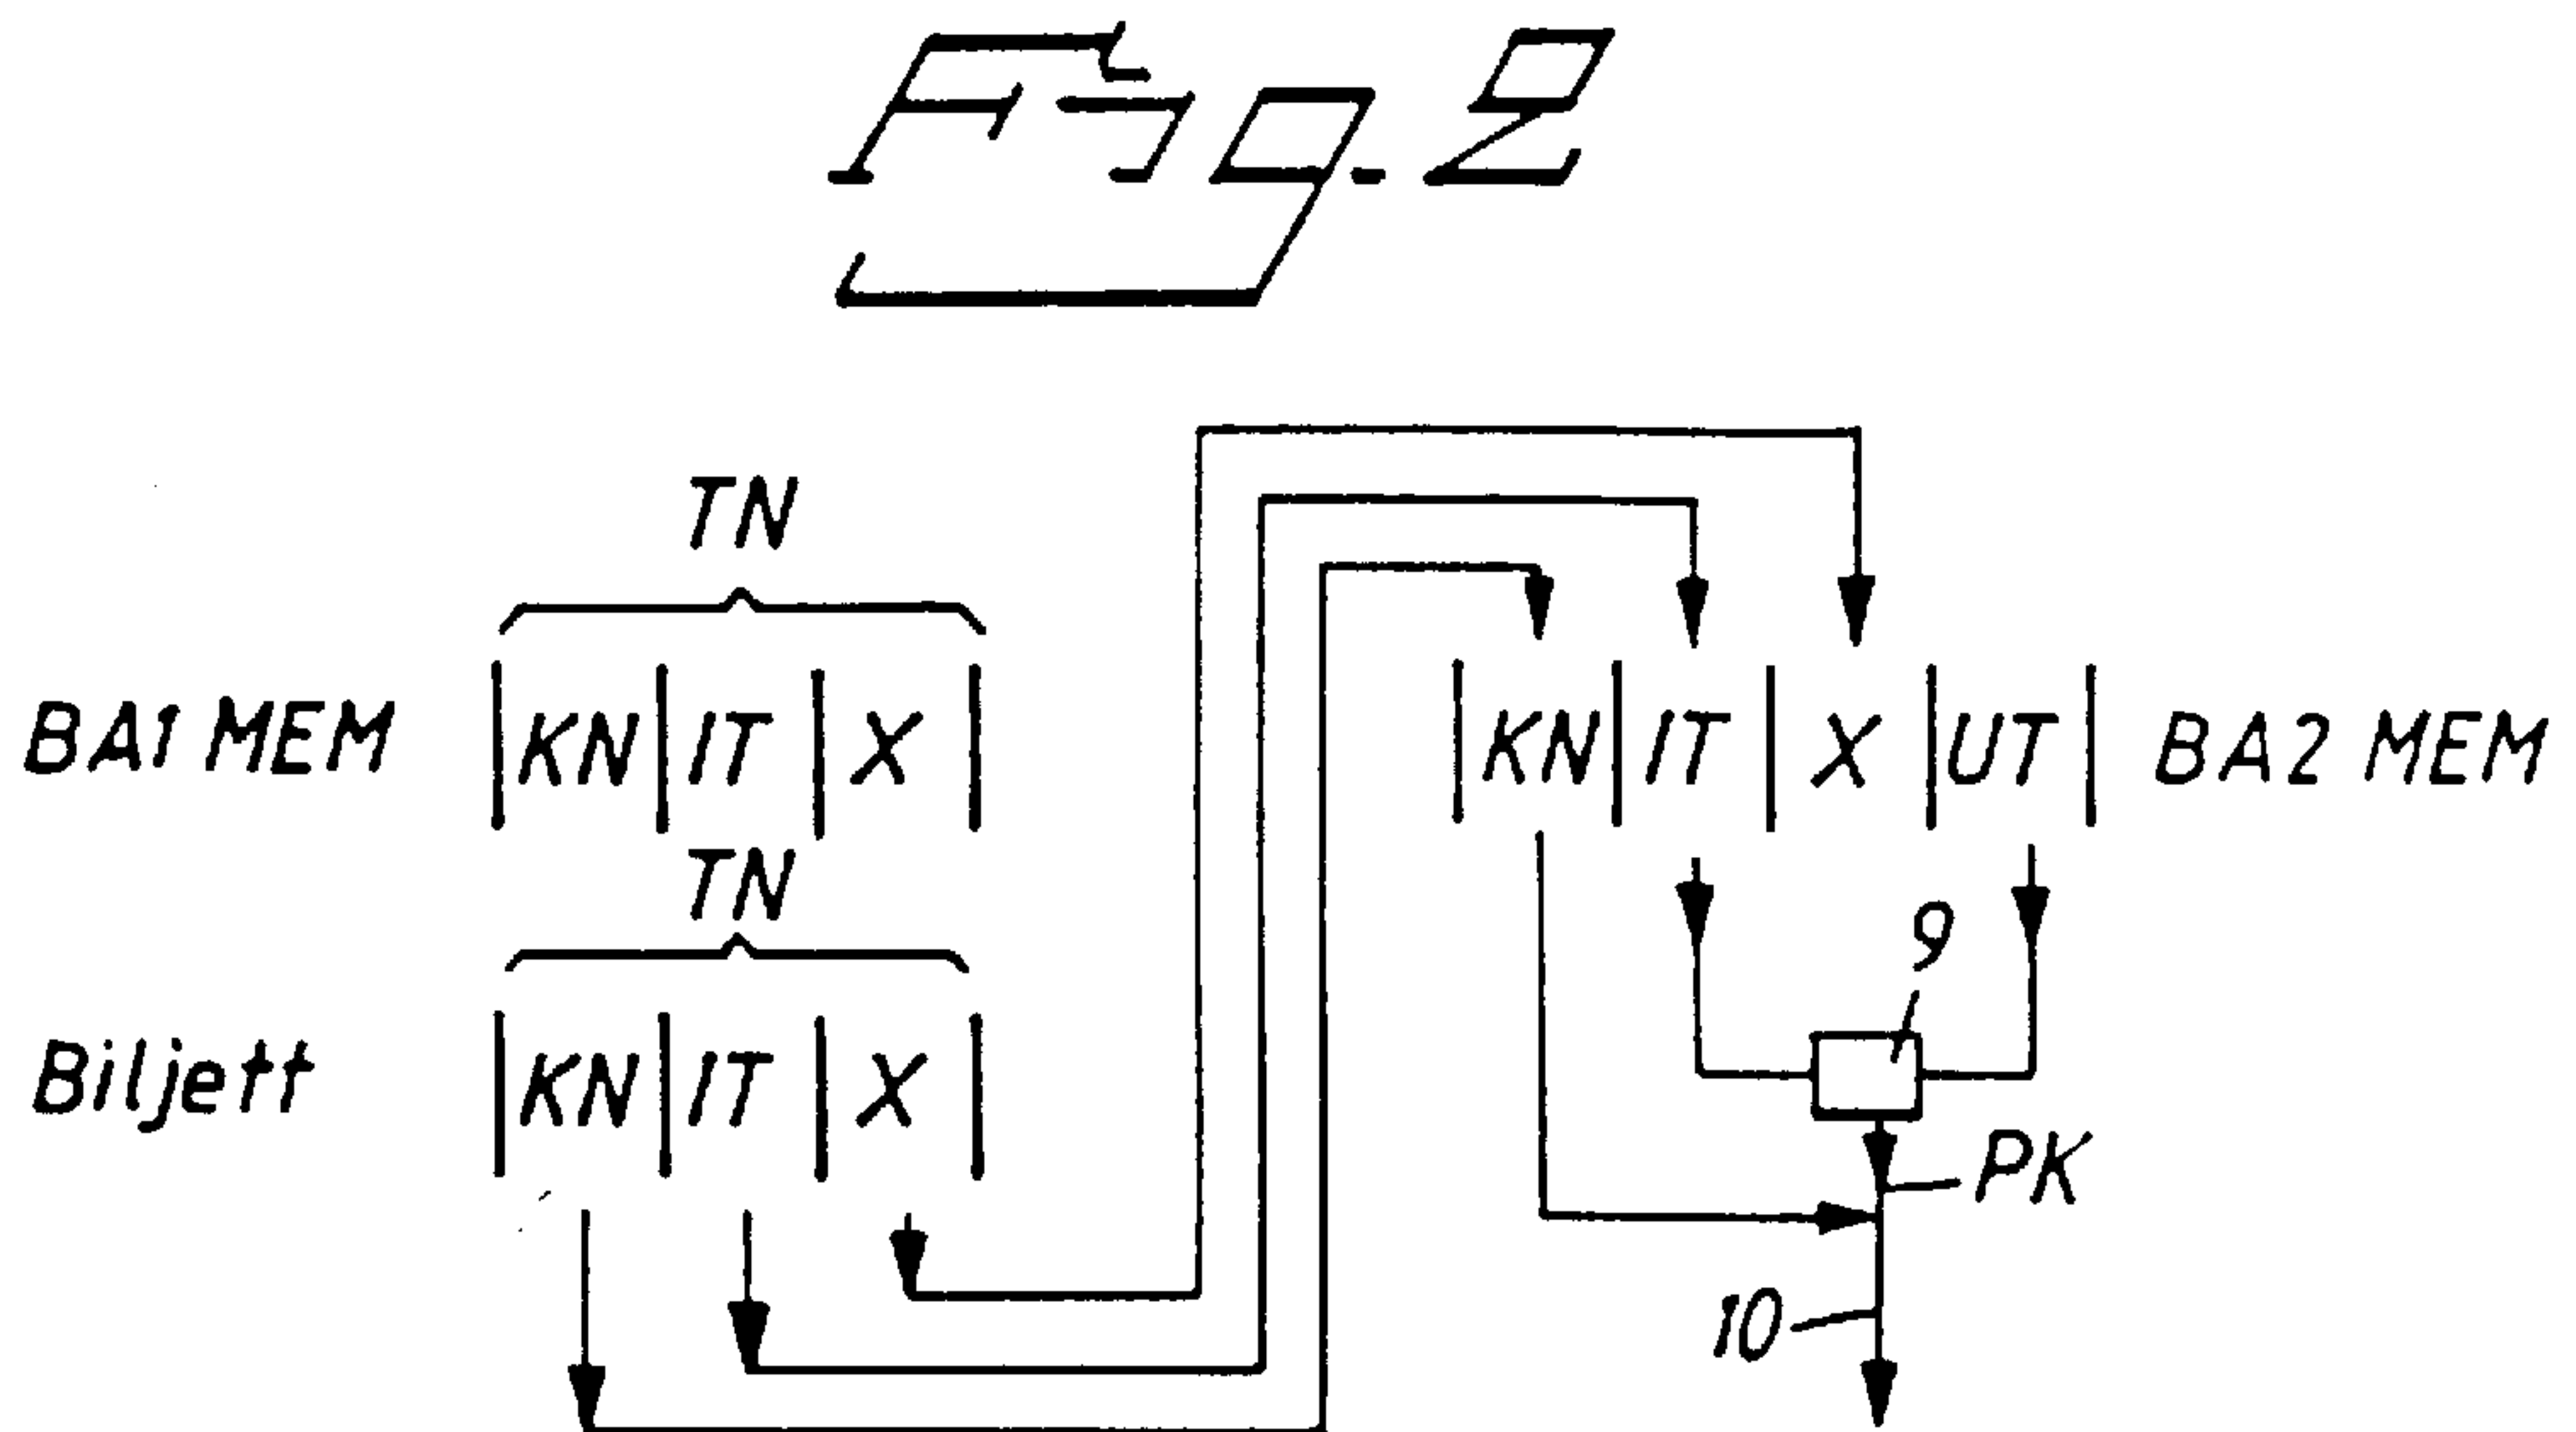 Fig. 2
TN
BA1 MEM |KN|IT|X| |KN|IT|X|UT| BA2 MEM
TN
9
Biljett |KN|IT|X|
PK
10